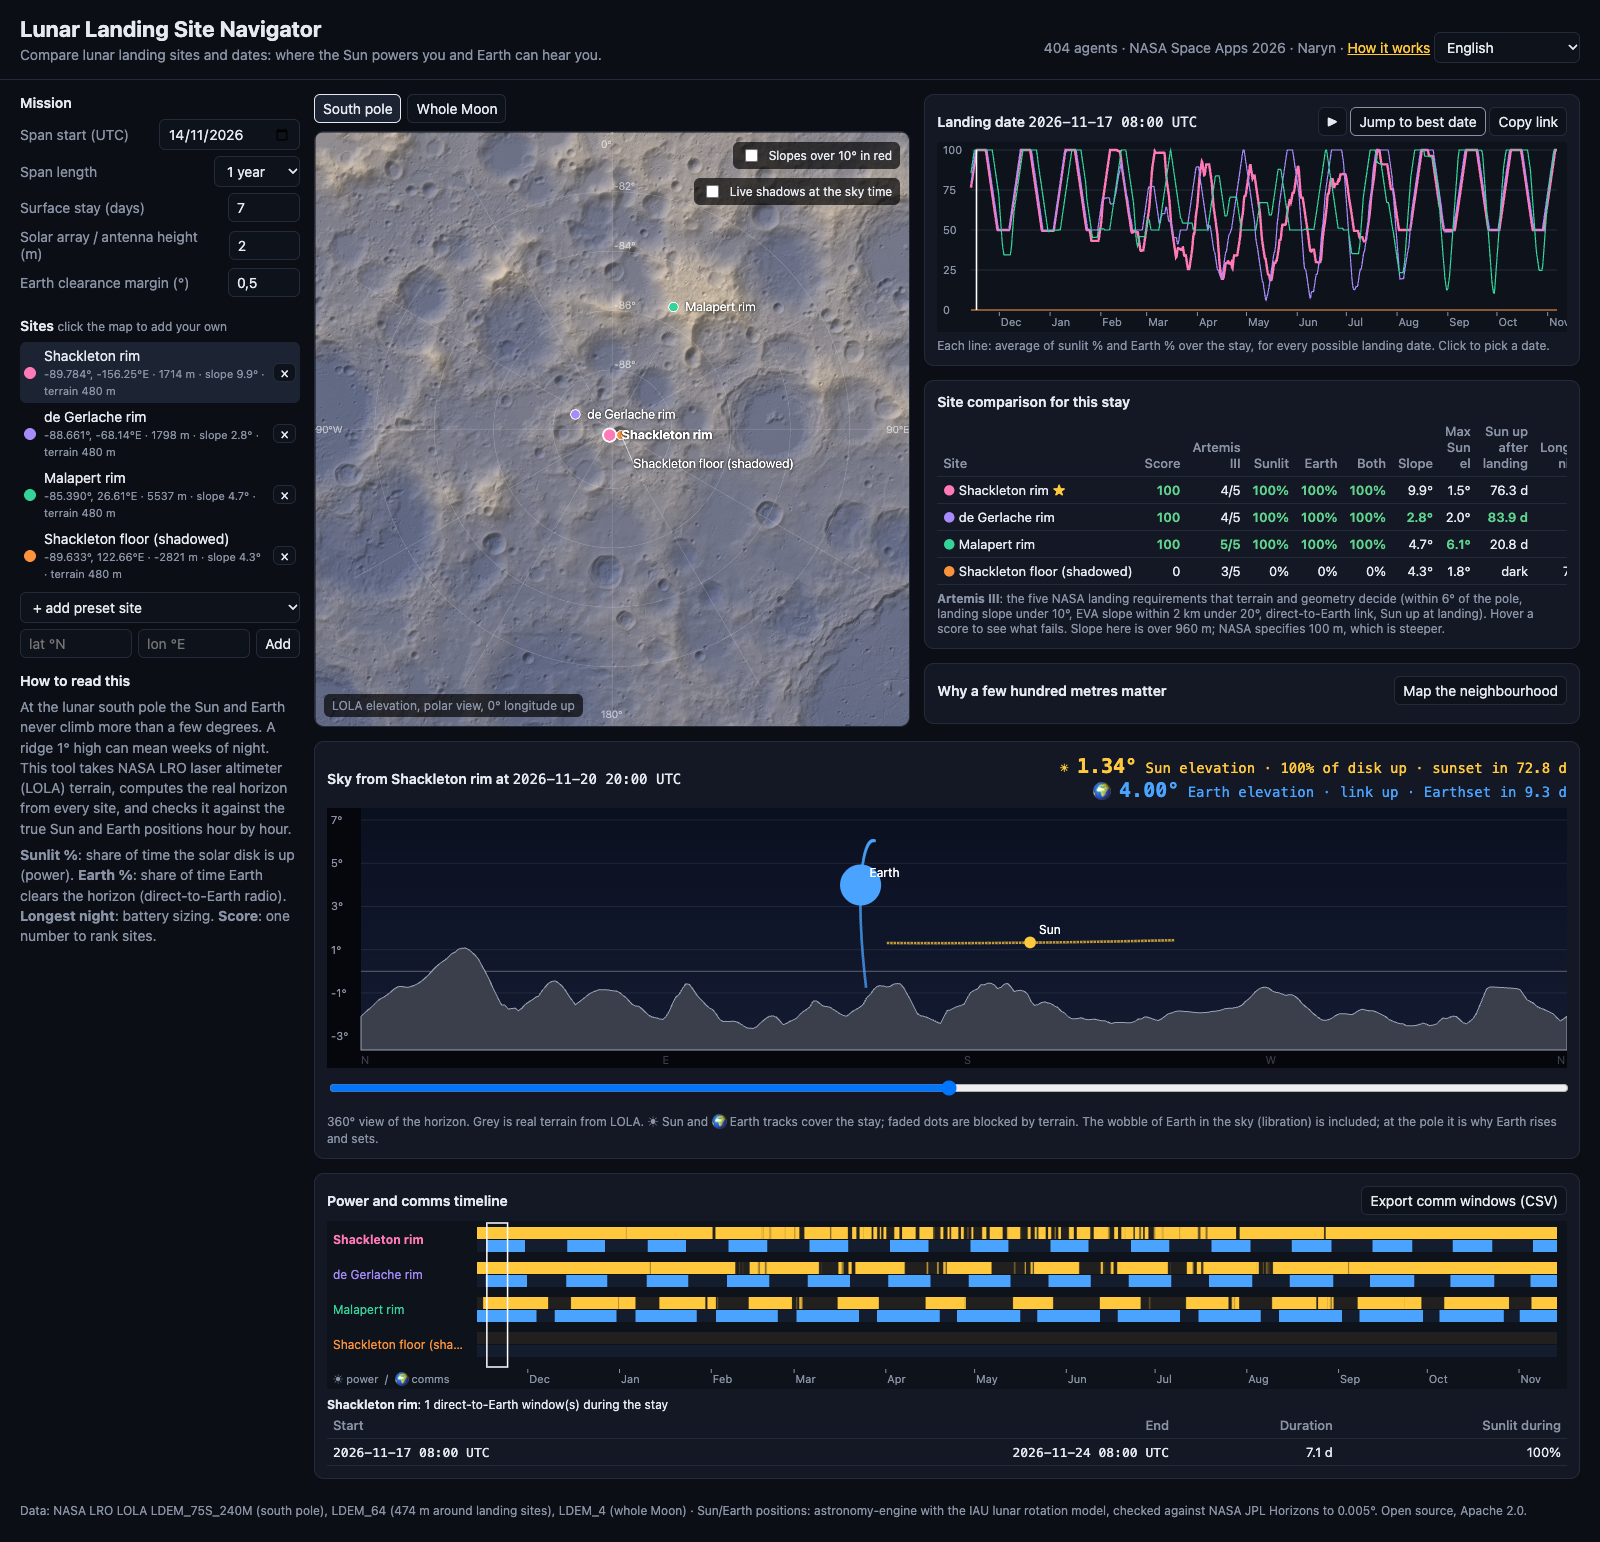 Lunar Landing Site Navigator
Compare lunar landing sites and dates: where the Sun powers you and Earth can hear you.
404 agents · NASA Space Apps 2026 · Naryn · How it works
English
Mission
Span start (UTC) 14/11/2026
Span length 1 year
Surface stay (days) 7
Solar array / antenna height (m) 2
Earth clearance margin (°) 0,5
Sites click the map to add your own
Shackleton rim
-89.784°, -156.25°E · 1714 m · slope 9.9° ·
terrain 480 m
×
de Gerlache rim
-88.661°, -68.14°E · 1798 m · slope 2.8° ·
terrain 480 m
×
Malapert rim
-85.390°, 26.61°E · 5537 m · slope 4.7° ·
terrain 480 m
×
Shackleton floor (shadowed)
-89.633°, 122.66°E · -2821 m · slope 4.3°
· terrain 480 m
×
+ add preset site
lat °N lon °E Add
How to read this
At the lunar south pole the Sun and Earth
never climb more than a few degrees. A
ridge 1° high can mean weeks of night.
This tool takes NASA LRO laser altimeter
(LOLA) terrain, computes the real horizon
from every site, and checks it against the
true Sun and Earth positions hour by hour.
Sunlit %: share of time the solar disk is up
(power). Earth %: share of time Earth
clears the horizon (direct-to-Earth radio).
Longest night: battery sizing. Score: one
number to rank sites.
South pole Whole Moon
0°
Slopes over 10° in red
Live shadows at the sky time
-82°
-84°
-86°
Malapert rim
-88°
de Gerlache rim
90°W
Shackleton rim
90°E
Shackleton floor (shadowed)
LOLA elevation, polar view, 0° longitude up
180°
Landing date 2026-11-17 08:00 UTC
▶ Jump to best date Copy link
100
75
50
25
0
Dec Jan Feb Mar Apr May Jun Jul Aug Sep Oct Nov
Each line: average of sunlit % and Earth % over the stay, for every possible landing date. Click to pick a date.
Site comparison for this stay
Site Score Artemis III Sunlit Earth Both Slope Max Sun el Sun up after landing
Shackleton rim ⭐ 100 4/5 100% 100% 100% 9.9° 1.5° 76.3 d
de Gerlache rim 100 4/5 100% 100% 100% 2.8° 2.0° 83.9 d
Malapert rim 100 5/5 100% 100% 100% 4.7° 6.1° 20.8 d
Shackleton floor (shadowed) 0 3/5 0% 0% 0% 4.3° 1.8° dark
Artemis III: the five NASA landing requirements that terrain and geometry decide (within 6° of the pole,
landing slope under 10°, EVA slope within 2 km under 20°, direct-to-Earth link, Sun up at landing). Hover a
score to see what fails. Slope here is over 960 m; NASA specifies 100 m, which is steeper.
Why a few hundred metres matter
Map the neighbourhood
Sky from Shackleton rim at 2026-11-20 20:00 UTC
☀ 1.34° Sun elevation · 100% of disk up · sunset in 72.8 d
🌍 4.00° Earth elevation · link up · Earthset in 9.3 d
7°
5°
3°
1°
-1°
-3°
Earth
Sun
N E S W N
360° view of the horizon. Grey is real terrain from LOLA. ☀ Sun and 🌍 Earth tracks cover the stay; faded dots are blocked by terrain. The wobble of Earth in the sky (libration) is included; at the pole it is why Earth rises
and sets.
Power and comms timeline
Export comm windows (CSV)
Shackleton rim
de Gerlache rim
Malapert rim
Shackleton floor (sha...
☀ power / 🌍 comms
Dec Jan Feb Mar Apr May Jun Jul Aug Sep Oct Nov
Shackleton rim: 1 direct-to-Earth window(s) during the stay
Start End Duration Sunlit during
2026-11-17 08:00 UTC 2026-11-24 08:00 UTC 7.1 d 100%
Data: NASA LRO LOLA LDEM_75S_240M (south pole), LDEM_64 (474 m around landing sites), LDEM_4 (whole Moon) · Sun/Earth positions: astronomy-engine with the IAU lunar rotation model, checked against NASA JPL Horizons to 0.005°. Open source, Apache 2.0.